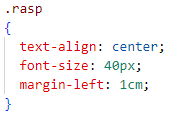 .rasp
{
  text-align: center;
  font-size: 40px;
  margin-left: 1cm;
}